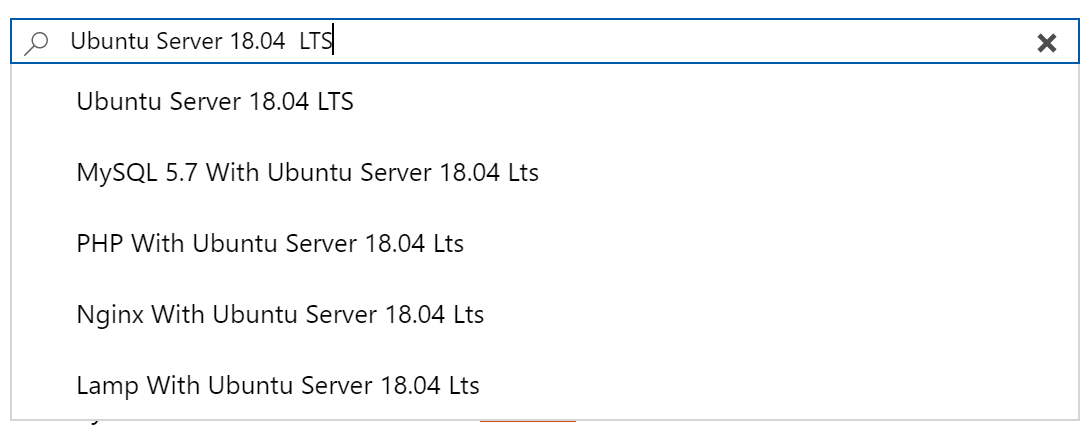 Ubuntu Server 18.04  LTS
Ubuntu Server 18.04 LTS
MySQL 5.7 With Ubuntu Server 18.04 Lts
PHP With Ubuntu Server 18.04 Lts
Nginx With Ubuntu Server 18.04 Lts
Lamp With Ubuntu Server 18.04 Lts